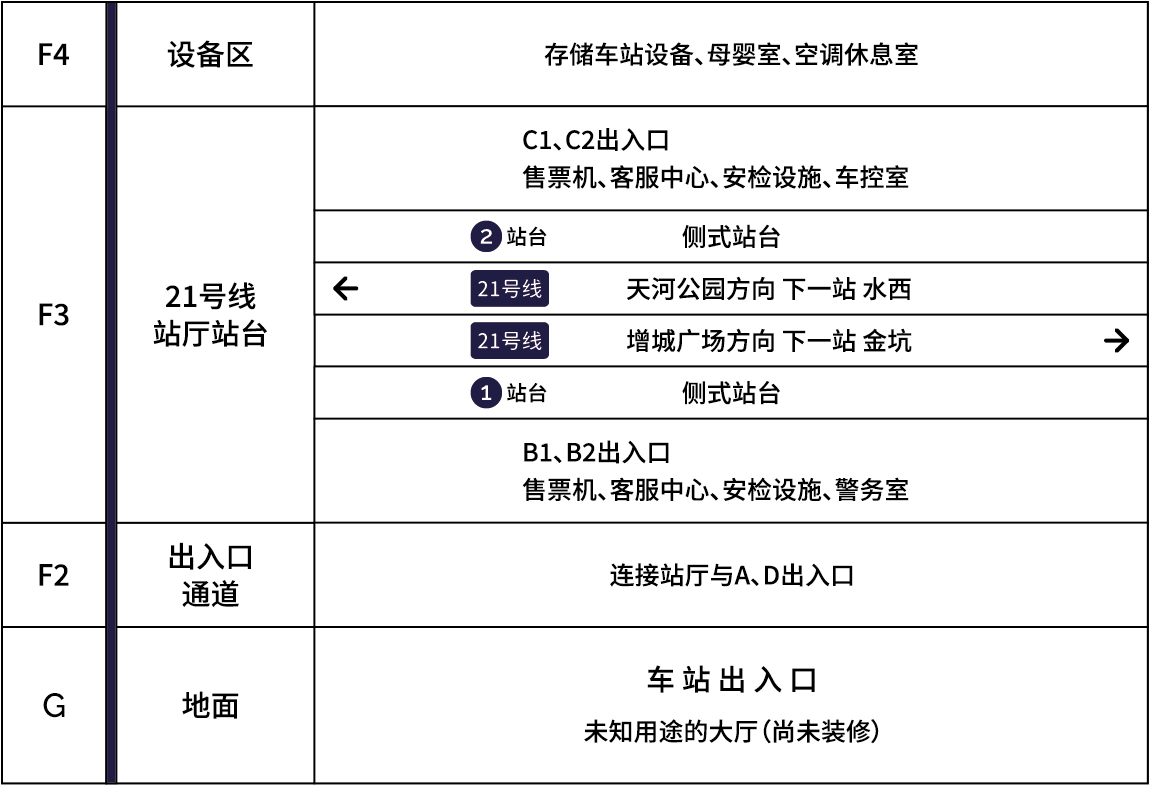 F4
设备区
存储车站设备、母婴室、空调休息室
F3
21号线
站厅站台
C1、C2出入口
售票机、客服中心、安检设施、车控室
2 站台 侧式站台
← 21号线 天河公园方向 下一站 水西
21号线 增城广场方向 下一站 金坑 →
1 站台 侧式站台
B1、B2出入口
售票机、客服中心、安检设施、警务室
F2
出入口
通道
连接站厅与A、D出入口
G
地面
车站出入口
未知用途的大厅（尚未装修）